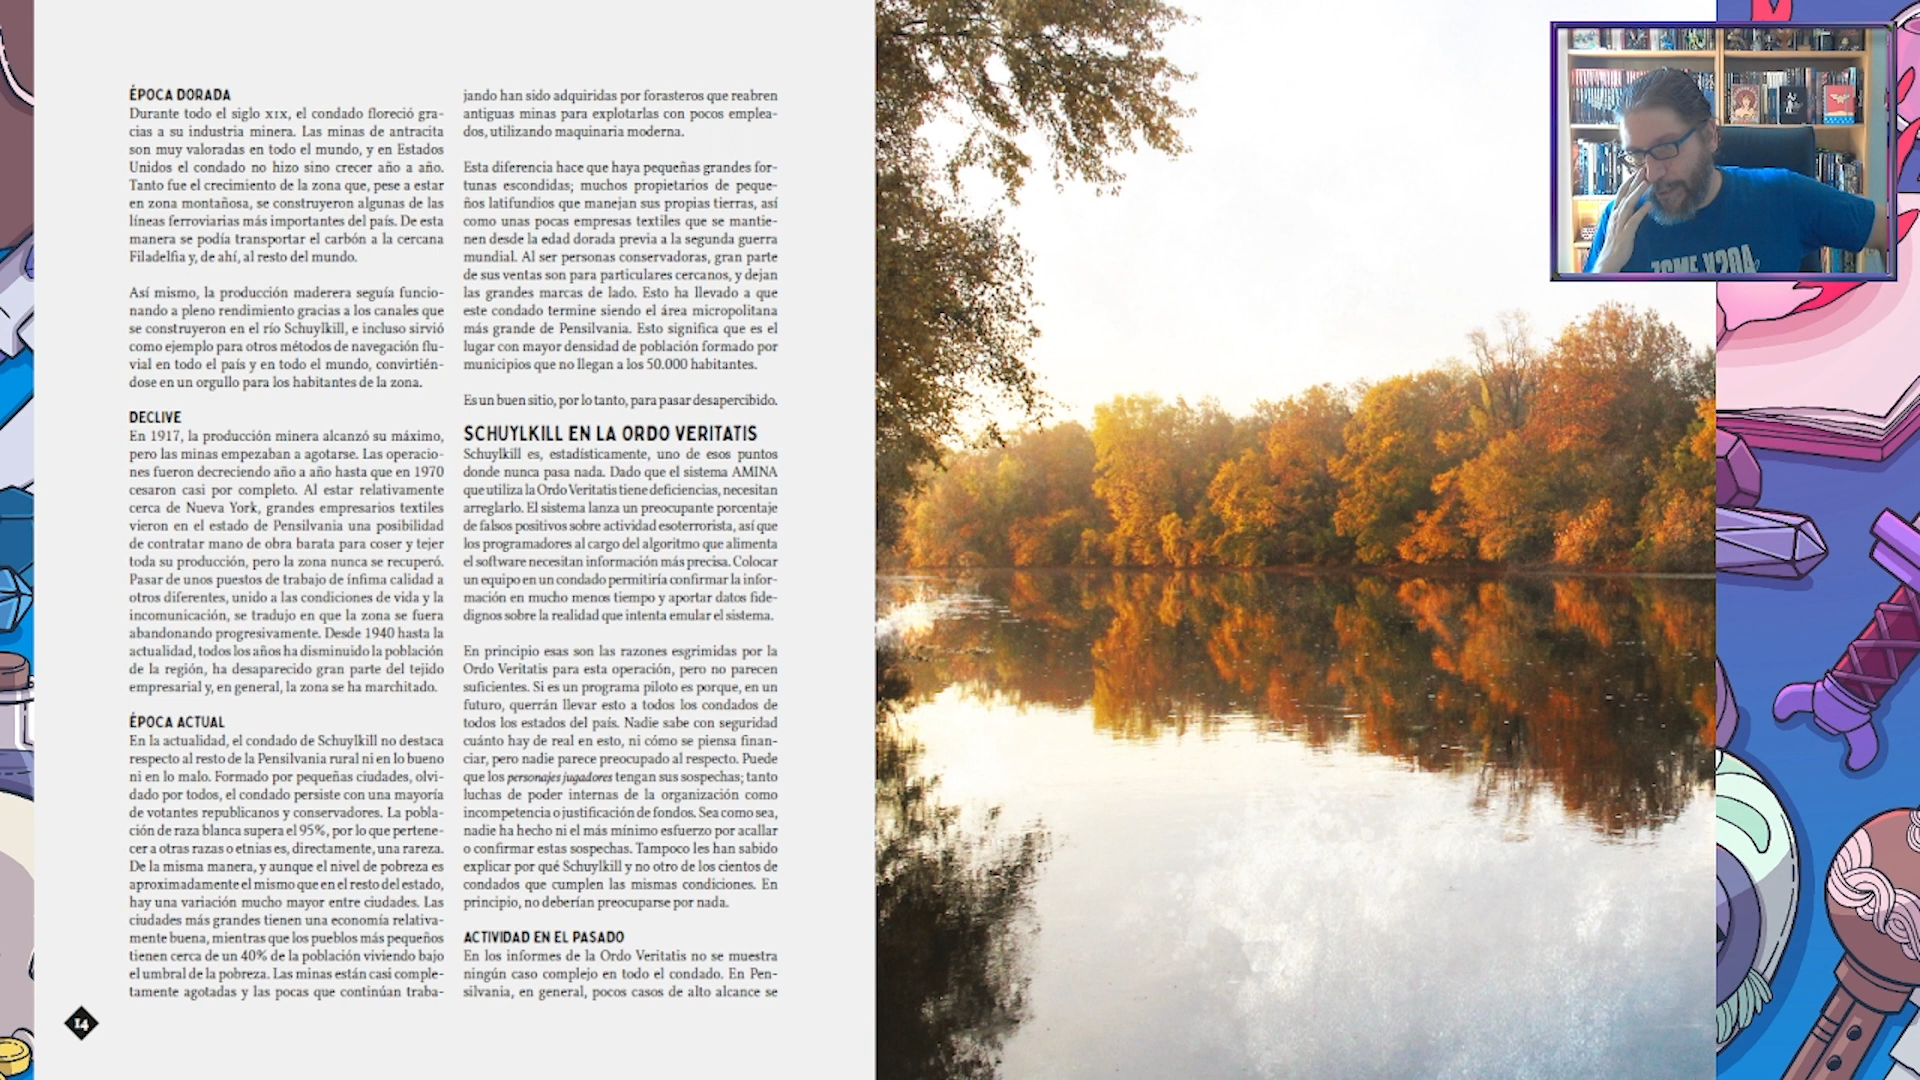 ÉPOCA DORADA
Durante todo el siglo XIX, el condado floreció gra-
cias a su industria minera. Las minas de antracita
son muy valoradas en todo el mundo, y en Estados
Unidos el condado no hizo sino crecer año a año.
Tanto fue el crecimiento de la zona que, pese a estar
en zona montañosa, se construyeron algunas de las
líneas ferroviarias más importantes del país. De esta
manera se podía transportar el carbón a la cercana
Filadelfia y, de ahí, al resto del mundo.
Así mismo, la producción maderera seguía funcio-
nando a pleno rendimiento gracias a los canales que
se construyeron en el río Schuylkill, e incluso sirvió
como ejemplo para otros métodos de navegación flu-
vial en todo el país y en todo el mundo, convirtién-
dose en un orgullo para los habitantes de la zona.
DECLIVE
En 1917, la producción minera alcanzó su máximo,
pero las minas empezaban a agotarse. Las operacio-
nes fueron decreciendo año a año hasta que en 1970
cesaron casi por completo. Al estar relativamente
cerca de Nueva York, grandes empresarios textiles
vieron en el estado de Pensilvania una posibilidad
de contratar mano de obra barata para coser y tejer
toda su producción, pero la zona nunca se recuperó.
Pasar de unos puestos de trabajo de ínfima calidad a
otros diferentes, unido a las condiciones de vida y la
incomunicación, se tradujo en que la zona se fuera
abandonando progresivamente. Desde 1940 hasta la
actualidad, todos los años ha disminuido la población
de la región, ha desaparecido gran parte del tejido
empresarial y, en general, la zona se ha marchitado.
ÉPOCA ACTUAL
En la actualidad, el condado de Schuylkill no destaca
respecto al resto de la Pensilvania rural ni en lo bueno
ni en lo malo. Formado por pequeñas ciudades, olvi-
dado por todos, el condado persiste con una mayoría
de votantes republicanos y conservadores. La pobla-
ción de raza blanca supera el 95%, por lo que pertene-
cer a otras razas o etnias es, directamente, una rareza.
De la misma manera, y aunque el nivel de pobreza es
aproximadamente el mismo que en el resto del estado,
hay una variación mucho mayor entre ciudades. Las
ciudades más grandes tienen una economía relativa-
mente buena, mientras que los pueblos más pequeños
tienen cerca de un 40% de la población viviendo bajo
el umbral de la pobreza. Las minas están casi comple-
tamente agotadas y las pocas que continúan traba-
14
jando han sido adquiridas por forasteros que reabren
antiguas minas para explotarlas con pocos emplea-
dos, utilizando maquinaria moderna.
Esta diferencia hace que haya pequeñas grandes for-
tunas escondidas; muchos propietarios de peque-
ños latifundios que manejan sus propias tierras, así
como unas pocas empresas textiles que se mantie-
nen desde la edad dorada previa a la segunda guerra
mundial. Al ser personas conservadoras, gran parte
de sus ventas son para particulares cercanos, y dejan
las grandes marcas de lado. Esto ha llevado a que
este condado termine siendo el área micropolitana
más grande de Pensilvania. Esto significa que es el
lugar con mayor densidad de población formado por
municipios que no llegan a los 50.000 habitantes.
Es un buen sitio, por lo tanto, para pasar desapercibido.
SCHUYLKILL EN LA ORDO VERITATIS
Schuylkill es, estadísticamente, uno de esos puntos
donde nunca pasa nada. Dado que el sistema AMINA
que utiliza la Ordo Veritatis tiene deficiencias, necesitan
arreglarlo. El sistema lanza un preocupante porcentaje
de falsos positivos sobre actividad esoterrorista, así que
los programadores al cargo del algoritmo que alimenta
el software necesitan información más precisa. Colocar
un equipo en un condado permitiría confirmar la infor-
mación en mucho menos tiempo y aportar datos fide-
dignos sobre la realidad que intenta emular el sistema.
En principio esas son las razones esgrimidas por la
Ordo Veritatis para esta operación, pero no parecen
suficientes. Si es un programa piloto es porque, en un
futuro, querrán llevar esto a todos los condados de
todos los estados del país. Nadie sabe con seguridad
cuánto hay de real en esto, ni cómo se piensa finan-
ciar, pero nadie parece preocupado al respecto. Puede
que los personajes jugadores tengan sus sospechas; tanto
luchas de poder internas de la organización como
incompetencia o justificación de fondos. Sea como sea,
nadie ha hecho ni el más mínimo esfuerzo por acallar
o confirmar estas sospechas. Tampoco les han sabido
explicar por qué Schuylkill y no otro de los cientos de
condados que cumplen las mismas condiciones. En
principio, no deberían preocuparse por nada.
ACTIVIDAD EN EL PASADO
En los informes de la Ordo Veritatis no se muestra
ningún caso complejo en todo el condado. En Pen-
silvania, en general, pocos casos de alto alcance se